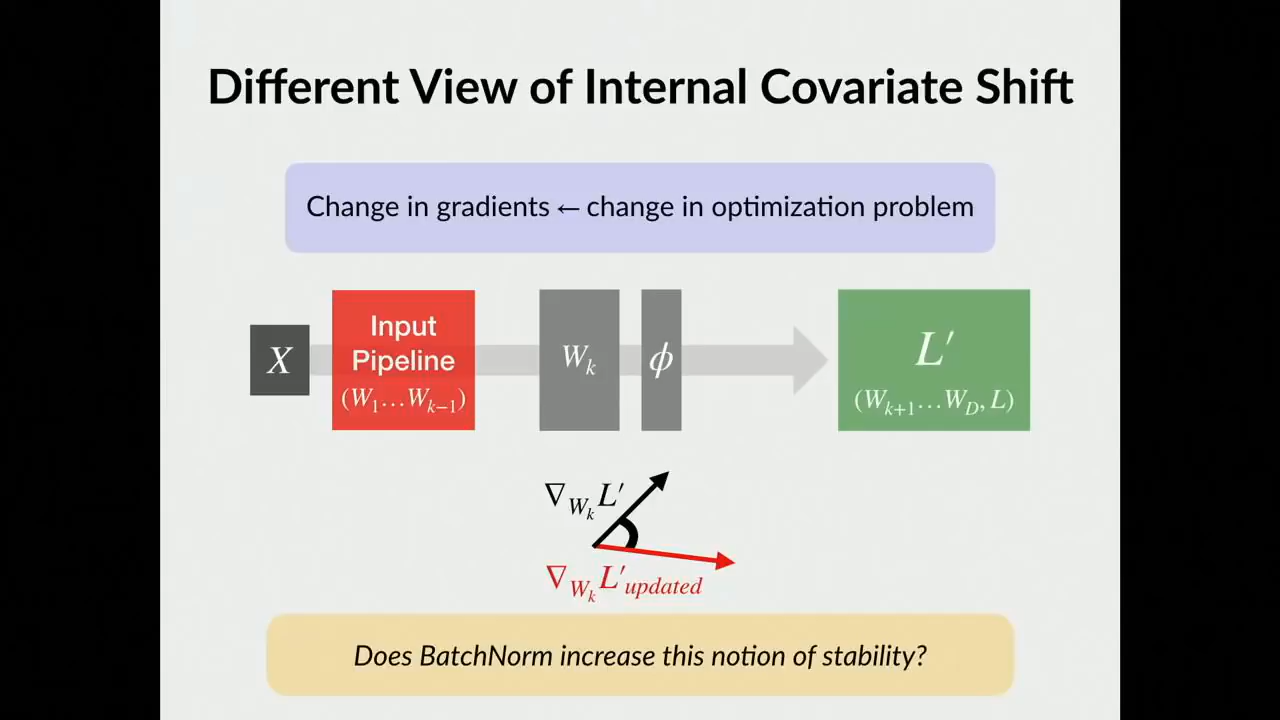 Different View of Internal Covariate Shift
Change in gradients ← change in optimization problem
X
Input
Pipeline
(W₁…Wₖ₋₁)
Wₖ
ϕ
L′
(Wₖ₊₁…W_D, L)
∇_{Wₖ} L′
∇_{Wₖ} L′_{updated}
Does BatchNorm increase this notion of stability?